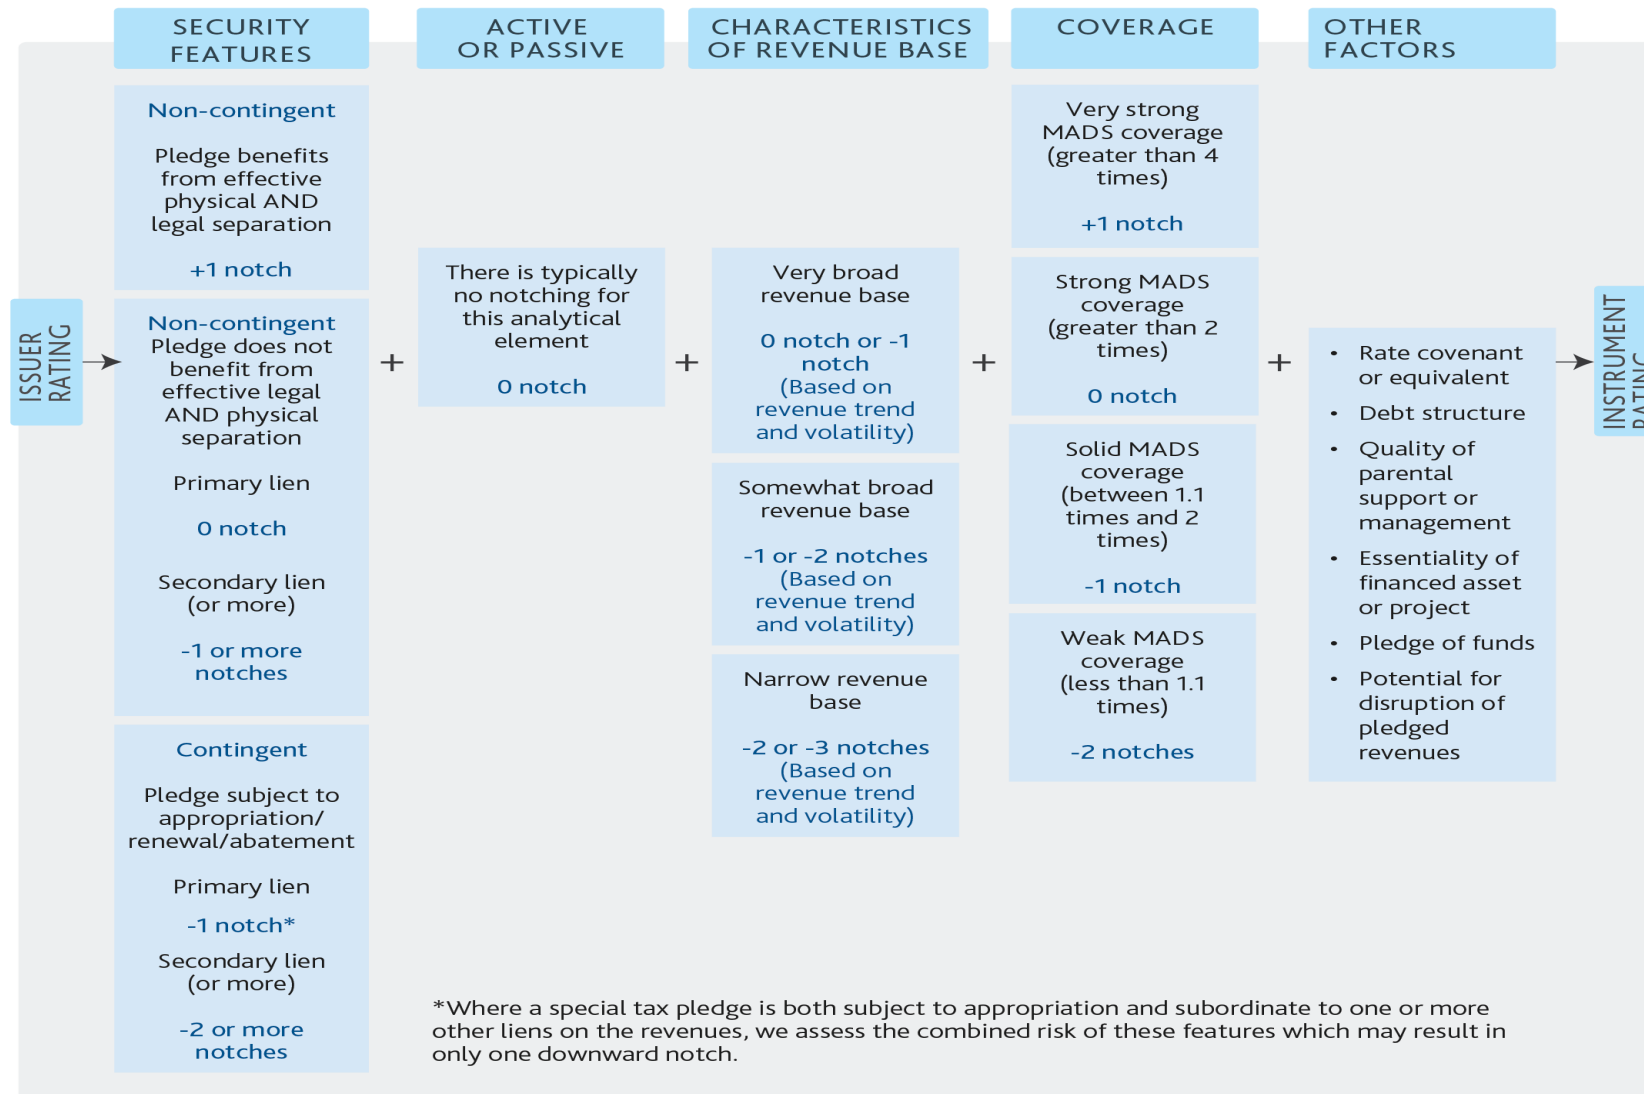 SECURITY
FEATURES
ACTIVE
OR PASSIVE
CHARACTERISTICS
OF REVENUE BASE
COVERAGE
OTHER
FACTORS
ISSUER
RATING
Non-contingent
Pledge benefits
from effective
physical AND
legal separation
+1 notch
Non-contingent
Pledge does not
benefit from
effective legal
AND physical
separation
Primary lien
0 notch
Secondary lien
(or more)
-1 or more
notches
Contingent
Pledge subject to
appropriation/
renewal/abatement
Primary lien
-1 notch*
Secondary lien
(or more)
-2 or more
notches
+
There is typically
no notching for
this analytical
element
0 notch
+
Very broad
revenue base
0 notch or -1
notch
(Based on
revenue trend
and volatility)
Somewhat broad
revenue base
-1 or -2 notches
(Based on
revenue trend
and volatility)
Narrow revenue
base
-2 or -3 notches
(Based on
revenue trend
and volatility)
+
Very strong
MADS coverage
(greater than 4
times)
+1 notch
Strong MADS
coverage
(greater than 2
times)
0 notch
Solid MADS
coverage
(between 1.1
times and 2
times)
-1 notch
Weak MADS
coverage
(less than 1.1
times)
-2 notches
+
• Rate covenant
or equivalent
• Debt structure
• Quality of
parental
support or
management
• Essentiality of
financed asset
or project
• Pledge of funds
• Potential for
disruption of
pledged
revenues
INSTRUMENT
RATING
*Where a special tax pledge is both subject to appropriation and subordinate to one or more
other liens on the revenues, we assess the combined risk of these features which may result in
only one downward notch.